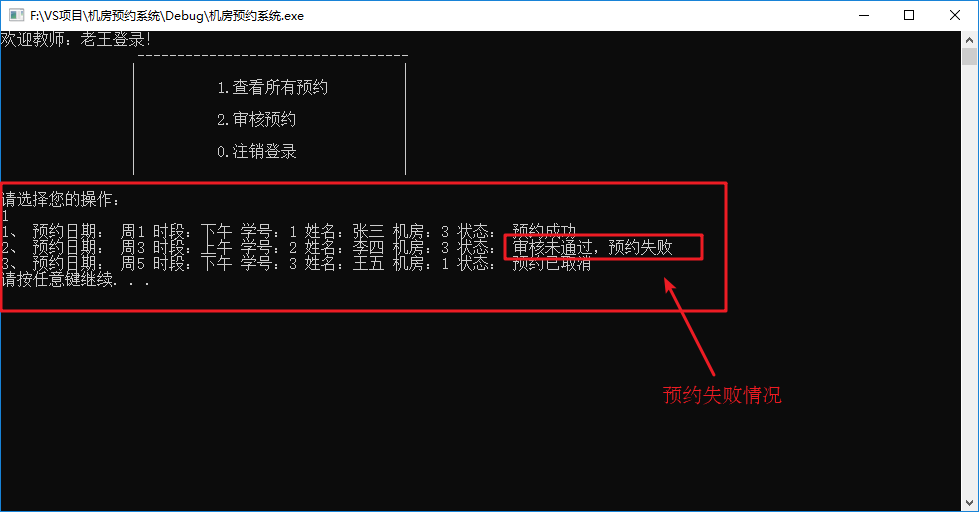 F:\VS项目\机房预约系统\Debug\机房预约系统.exe
欢迎教师：老王登录!
----------------------------------
1.查看所有预约
2.审核预约
0.注销登录
请选择您的操作：
1
1、 预约日期： 周1 时段：下午 学号：1 姓名：张三 机房：3 状态： 预约成功
2、 预约日期： 周3 时段：上午 学号：2 姓名：李四 机房：3 状态： 审核未通过，预约失败
3、 预约日期： 周5 时段：下午 学号：3 姓名：王五 机房：1 状态： 预约已取消
请按任意键继续. . .
预约失败情况